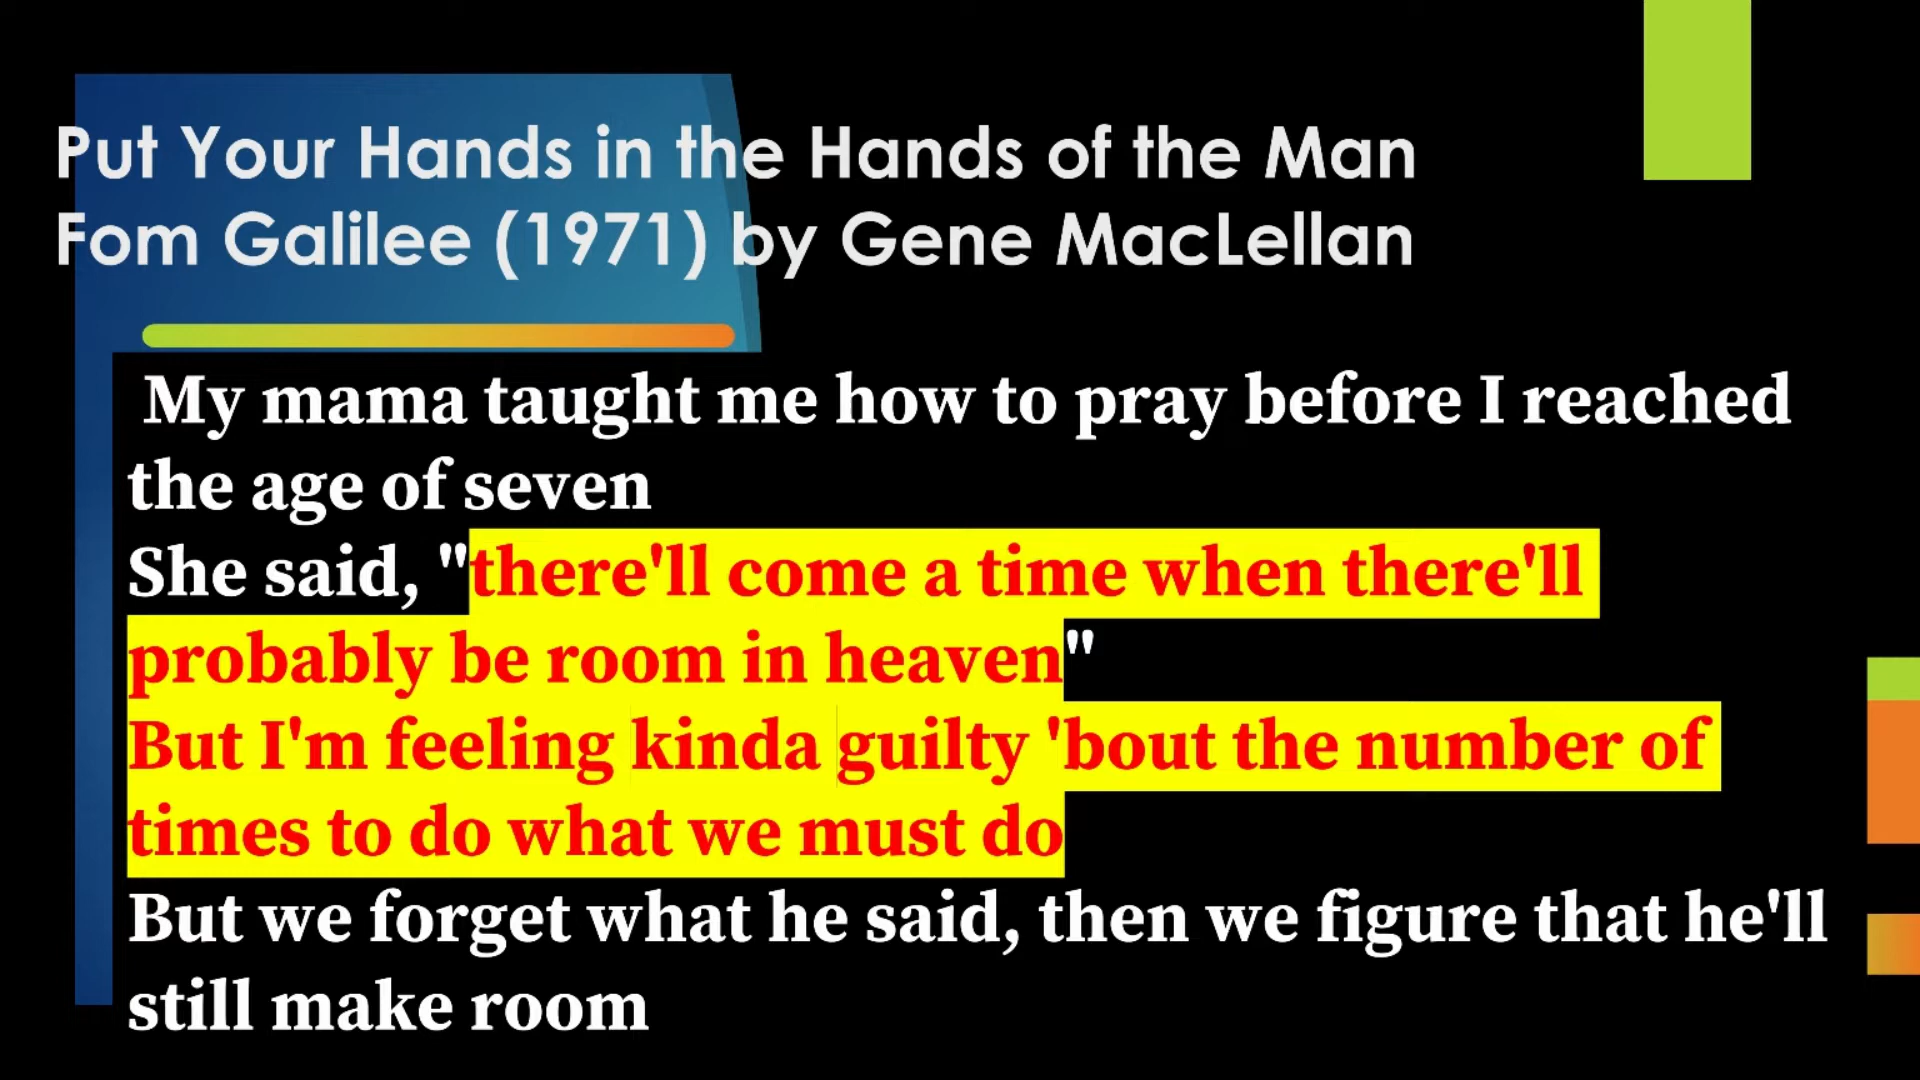 Put Your Hands in the Hands of the Man
Fom Galilee (1971) by Gene MacLellan
My mama taught me how to pray before I reached
the age of seven
She said, "there'll come a time when there'll
probably be room in heaven"
But I'm feeling kinda guilty 'bout the number of
times to do what we must do
But we forget what he said, then we figure that he'll
still make room